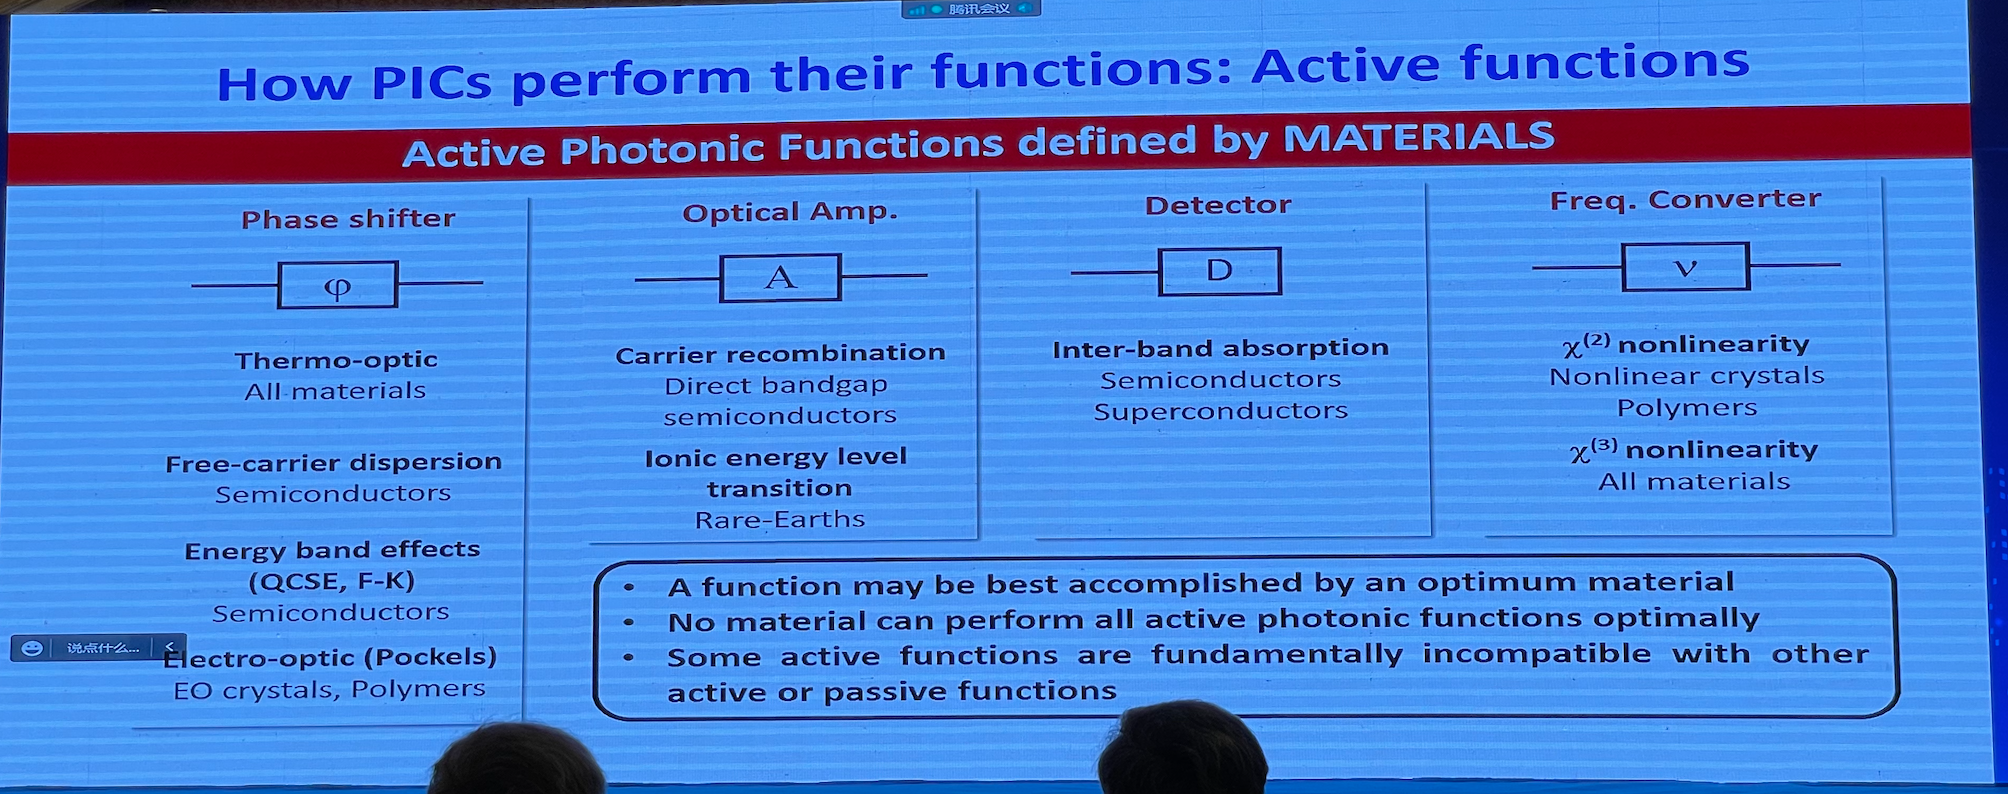 腾讯会议
How PICs perform their functions: Active functions
Active Photonic Functions defined by MATERIALS
Phase shifter
φ
Thermo-optic
All materials
Free-carrier dispersion
Semiconductors
Energy band effects
(QCSE, F-K)
Semiconductors
说点什么...
Electro-optic (Pockels)
EO crystals, Polymers
Optical Amp.
A
Carrier recombination
Direct bandgap
semiconductors
Ionic energy level
transition
Rare-Earths
Detector
D
Inter-band absorption
Semiconductors
Superconductors
Freq. Converter
ν
χ⁽²⁾ nonlinearity
Nonlinear crystals
Polymers
χ⁽³⁾ nonlinearity
All materials
• A function may be best accomplished by an optimum material
• No material can perform all active photonic functions optimally
• Some active functions are fundamentally incompatible with other
active or passive functions